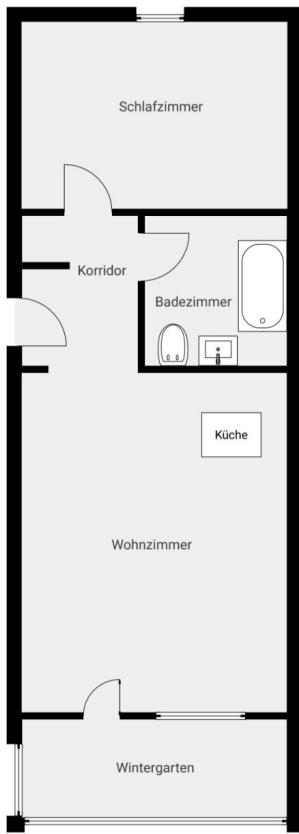 Schlafzimmer
Korridor
Badezimmer
Küche
Wohnzimmer
Wintergarten